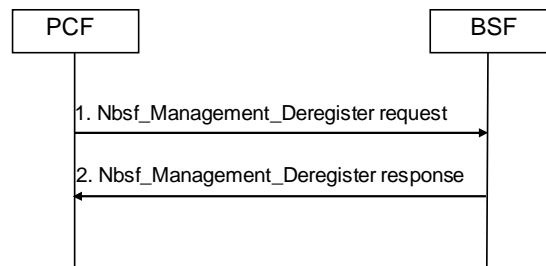 PCF
BSF
1. Nbsf_Management_Deregister request
2. Nbsf_Management_Deregister response